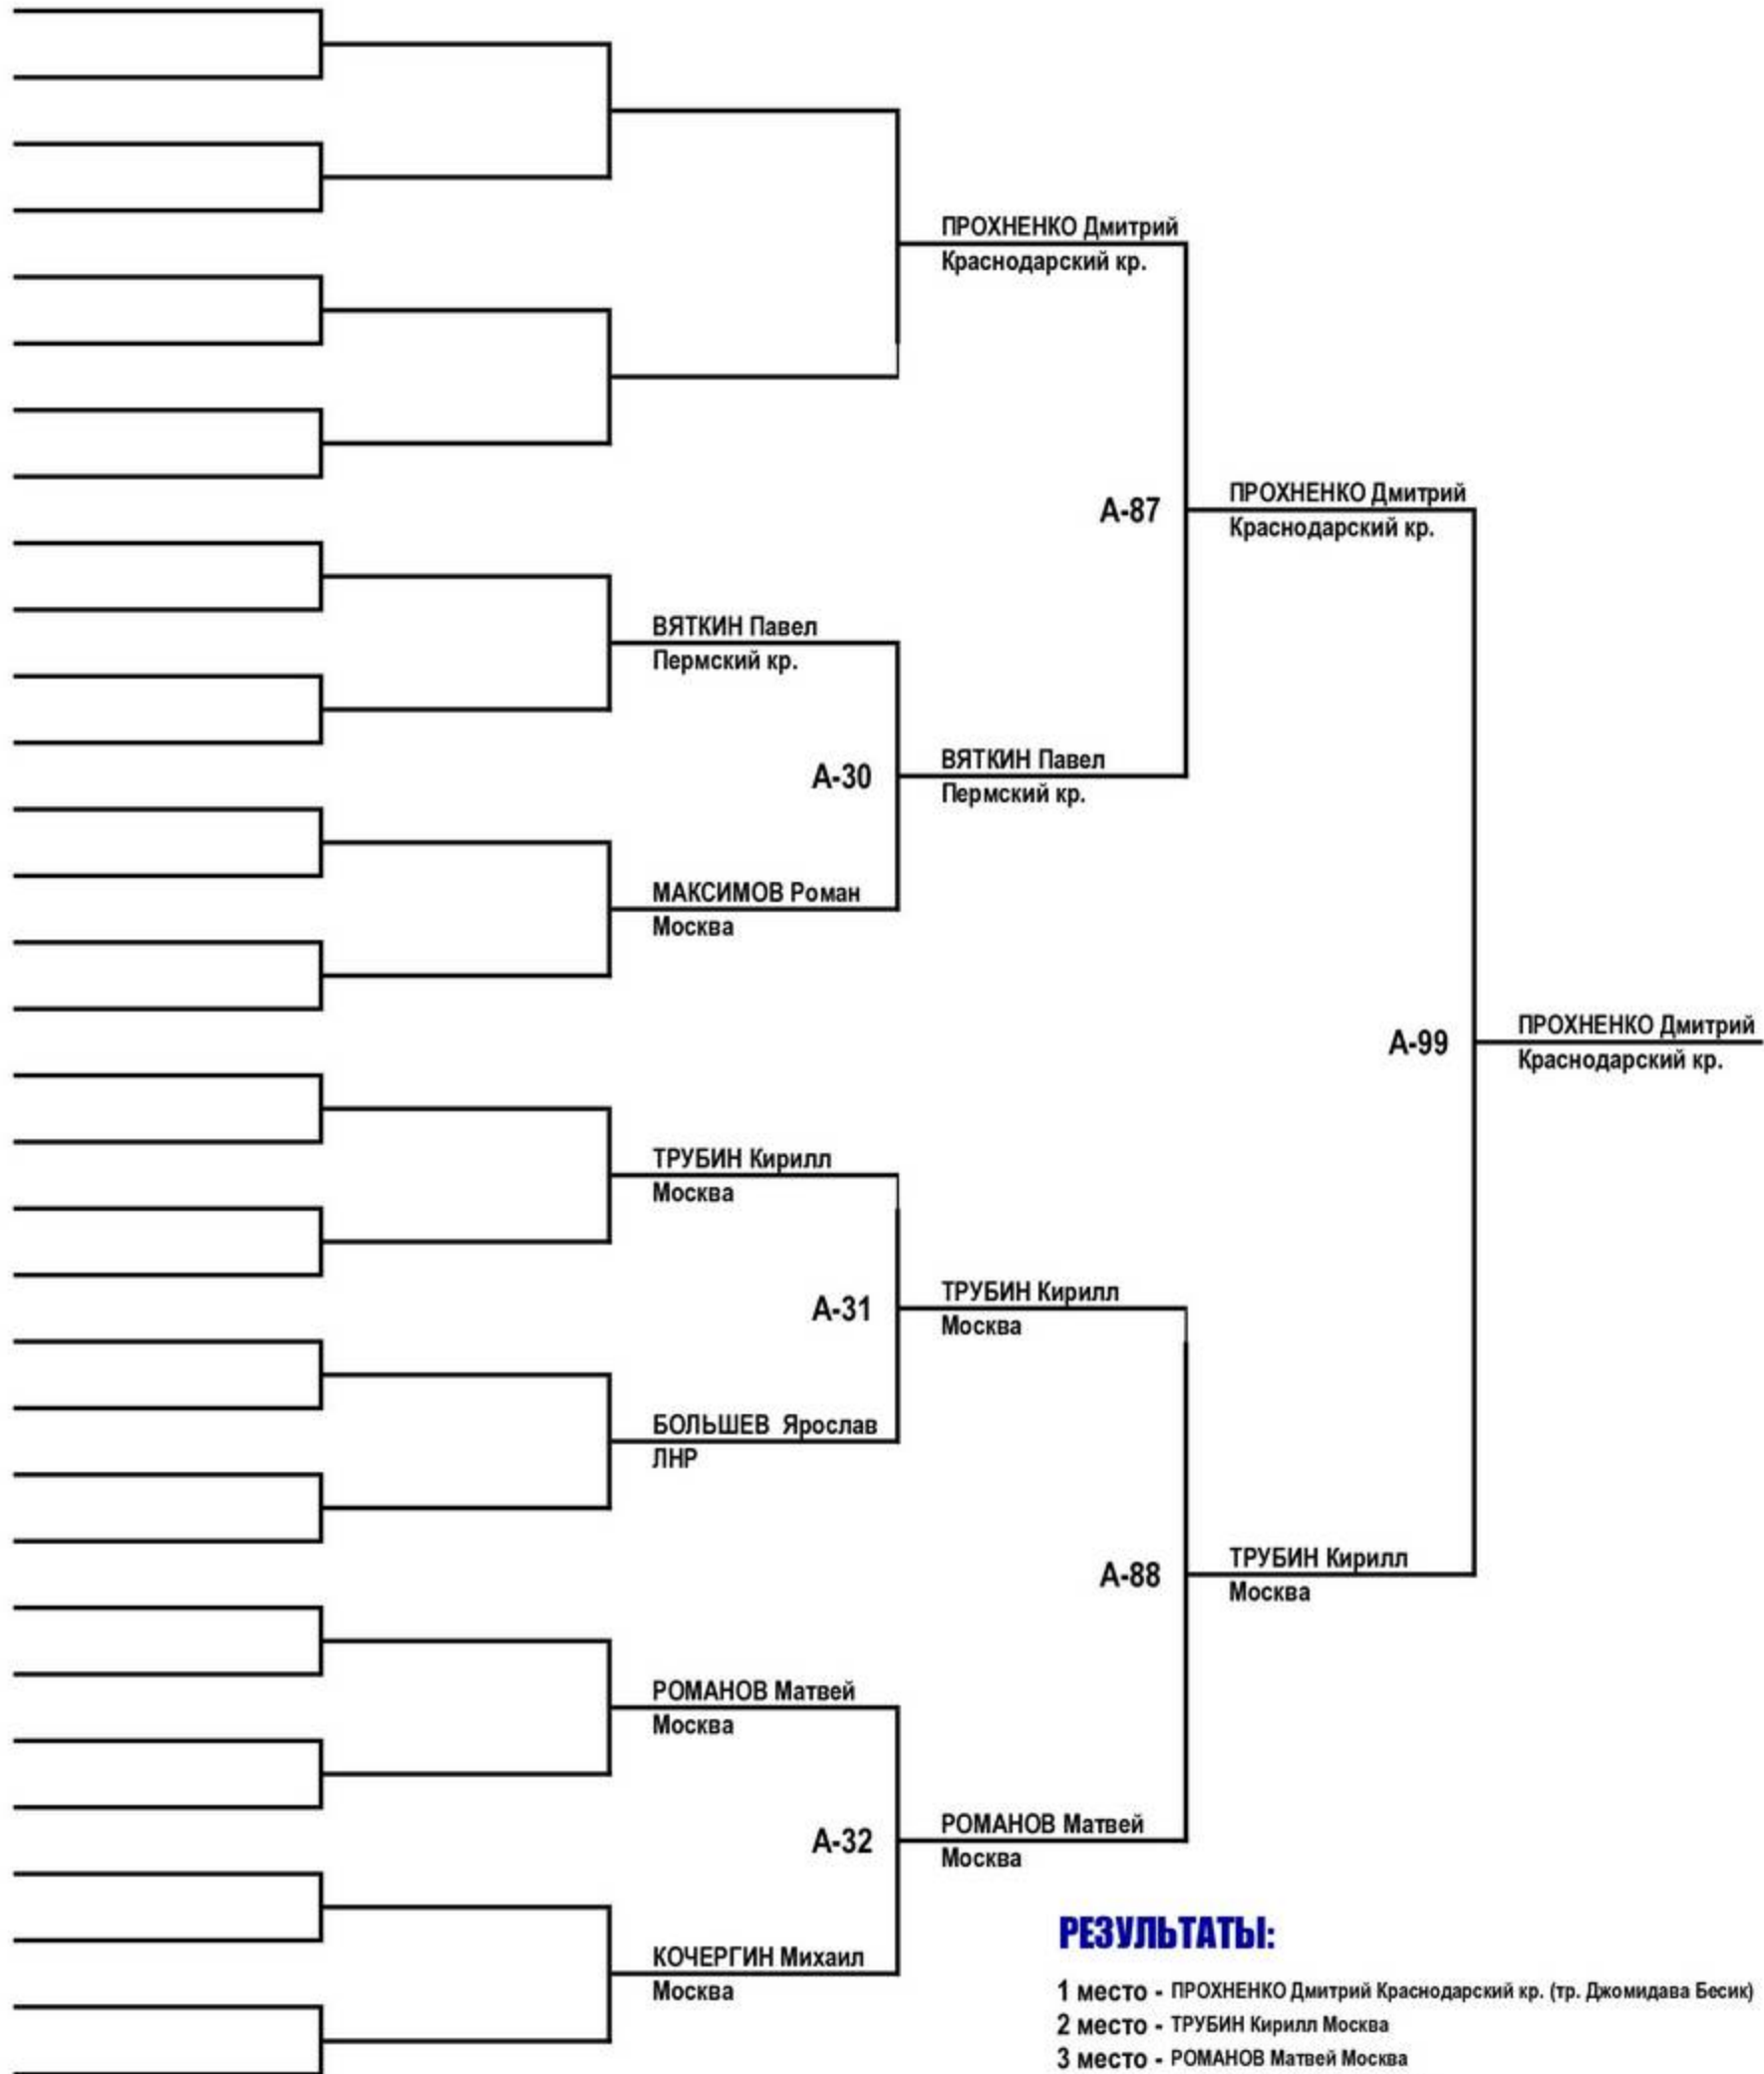 ПРОХНЕНКО Дмитрий
Краснодарский кр.
А-87
ПРОХНЕНКО Дмитрий
Краснодарский кр.
ВЯТКИН Павел
Пермский кр.
А-30
ВЯТКИН Павел
Пермский кр.
МАКСИМОВ Роман
Москва
А-99
ПРОХНЕНКО Дмитрий
Краснодарский кр.
ТРУБИН Кирилл
Москва
А-31
ТРУБИН Кирилл
Москва
БОЛЬШЕВ Ярослав
ЛНР
А-88
ТРУБИН Кирилл
Москва
РОМАНОВ Матвей
Москва
А-32
РОМАНОВ Матвей
Москва
КОЧЕРГИН Михаил
Москва
РЕЗУЛЬТАТЫ:
1 место - ПРОХНЕНКО Дмитрий Краснодарский кр. (тр. Джомидава Бесик)
2 место - ТРУБИН Кирилл Москва
3 место - РОМАНОВ Матвей Москва